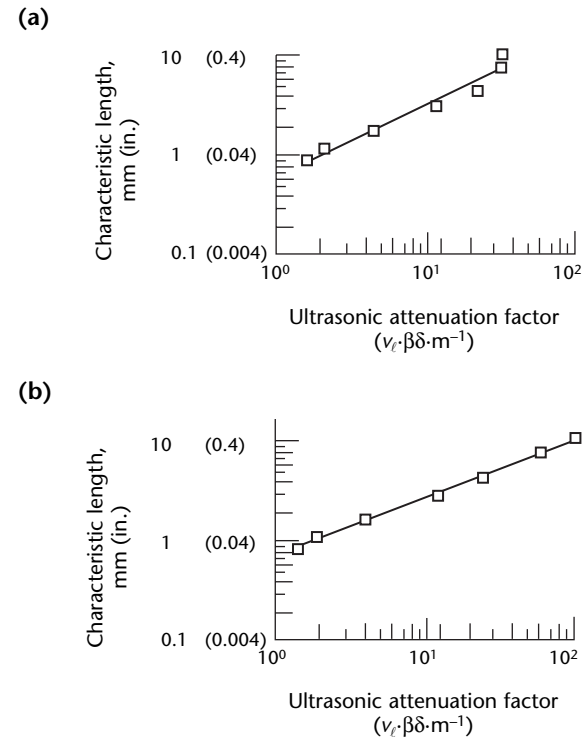 (a)
Characteristic length,
mm (in.)
10 (0.4)
1 (0.04)
0.1 (0.004)
10⁰ 10¹ 10²
Ultrasonic attenuation factor
(vℓ·βδ·m⁻¹)
(b)
Characteristic length,
mm (in.)
10 (0.4)
1 (0.04)
0.1 (0.004)
10⁰ 10¹ 10²
Ultrasonic attenuation factor
(vℓ·βδ·m⁻¹)